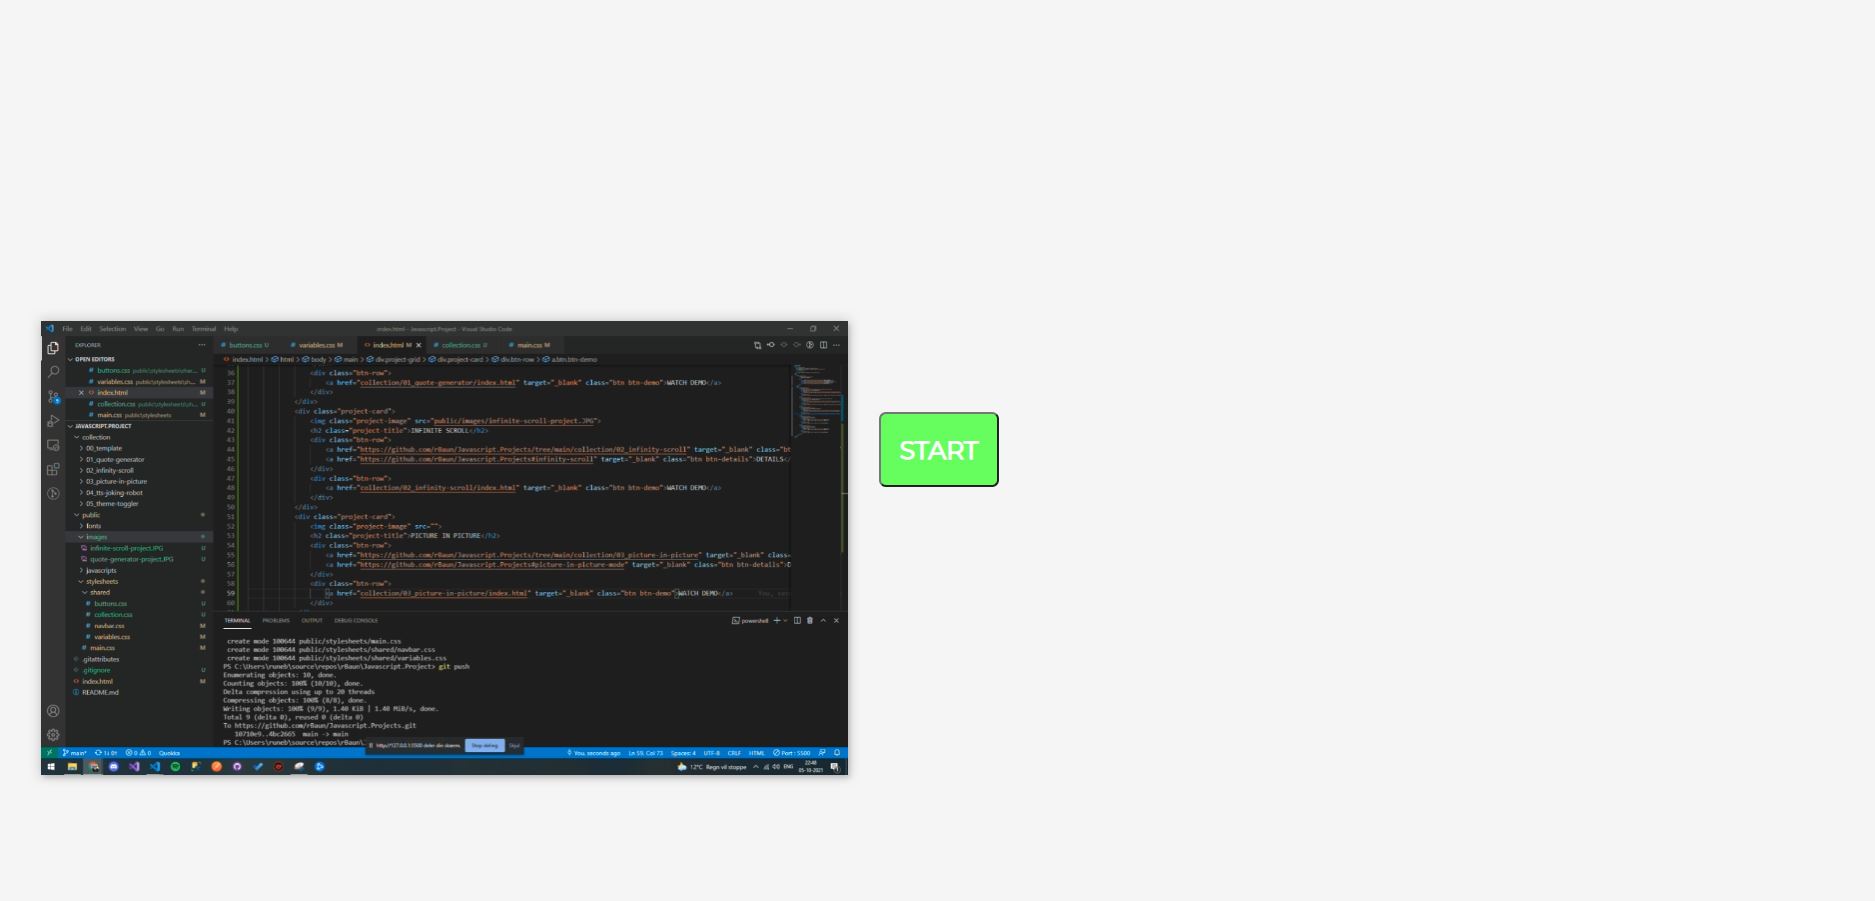 File Edit Selection View Go Run Terminal Help
index.html - Javascript.Project - Visual Studio Code
EXPLORER
OPEN EDITORS
buttons.css public\stylesheets\shar... U
variables.css public\stylesheets\sh... M
index.html M
collection.css public\stylesheets\sh... U
main.css public\stylesheets M
JAVASCRIPT.PROJECT
collection
00_template
01_quote-generator
02_infinity-scroll
03_picture-in-picture
04_tts-joking-robot
05_theme-toggler
public
fonts
images
infinite-scroll-project.JPG U
quote-generator-project.JPG U
javascripts
stylesheets
shared
buttons.css U
collection.css U
navbar.css M
variables.css M
main.css M
.gitattributes
.gitignore U
index.html M
README.md
buttons.css U variables.css M index.html M collection.css U main.css M
index.html > html > body > main > div.project-grid > div.project-card > div.btn-row > a.btn.btn-demo
36 <div class="btn-row">
37 <a href="collection/01_quote-generator/index.html" target="_blank" class="btn btn-demo">WATCH DEMO</a>
38 </div>
39 </div>
40 <div class="project-card">
41 <img class="project-image" src="public/images/infinite-scroll-project.JPG">
42 <h2 class="project-title">INFINITE SCROLL</h2>
43 <div class="btn-row">
44 <a href="https://github.com/rBaun/Javascript.Projects/tree/main/collection/02_infinity-scroll" target="_blank" class="bt
45 <a href="https://github.com/rBaun/Javascript.Projects#infinity-scroll" target="_blank" class="btn btn-details">DETAILS</
46 </div>
47 <div class="btn-row">
48 <a href="collection/02_infinity-scroll/index.html" target="_blank" class="btn btn-demo">WATCH DEMO</a>
49 </div>
50 </div>
51 <div class="project-card">
52 <img class="project-image" src="">
53 <h2 class="project-title">PICTURE IN PICTURE</h2>
54 <div class="btn-row">
55 <a href="https://github.com/rBaun/Javascript.Projects/tree/main/collection/03_picture-in-picture" target="_blank" class=
56 <a href="https://github.com/rBaun/Javascript.Projects#picture-in-picture-mode" target="_blank" class="btn btn-details">D
57 </div>
58 <div class="btn-row">
59 <a href="collection/03_picture-in-picture/index.html" target="_blank" class="btn btn-demo">WATCH DEMO</a>
60 </div>
TERMINAL PROBLEMS OUTPUT DEBUG CONSOLE
powershell
create mode 100644 public/stylesheets/main.css
create mode 100644 public/stylesheets/shared/navbar.css
create mode 100644 public/stylesheets/shared/variables.css
PS C:\Users\runeb\source\repos\rBaun\Javascript.Project> git push
Enumerating objects: 10, done.
Counting objects: 100% (10/10), done.
Delta compression using up to 20 threads
Compressing objects: 100% (8/8), done.
Writing objects: 100% (9/9), 1.40 KiB | 1.40 MiB/s, done.
Total 9 (delta 0), reused 0 (delta 0)
To https://github.com/rBaun/Javascript.Projects.git
10710e9..4bc2665 main -> main
PS C:\Users\runeb\source\repos\rBaun\
Stop deling Skjul
main* 0 0 Quokka
You, seconds ago Ln 59, Col 73 Spaces: 4 UTF-8 CRLF HTML Port : 5500
12°C Regn vil stoppe ENG 22:48
05-10-2021
START